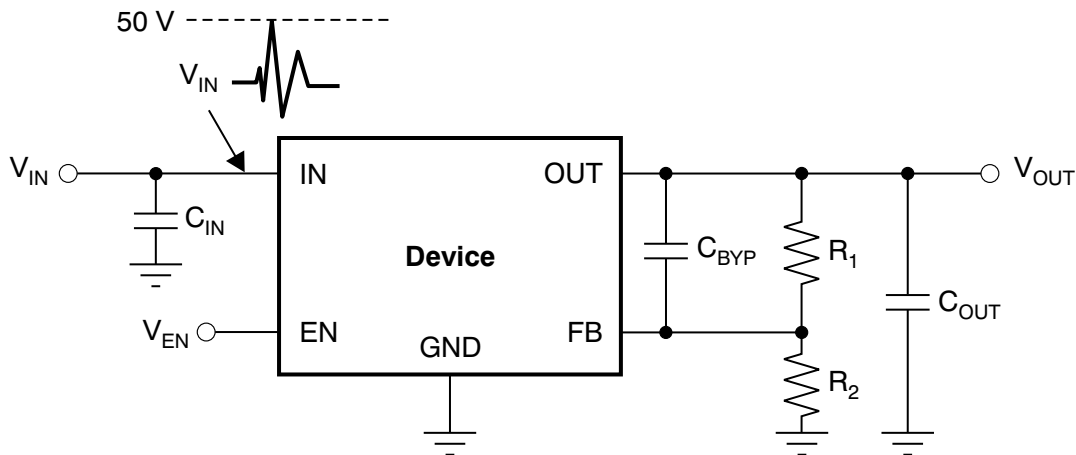 50 V
V_IN
V_IN
C_IN
V_EN
IN
OUT
Device
EN
GND
FB
C_BYP
R_1
R_2
C_OUT
V_OUT